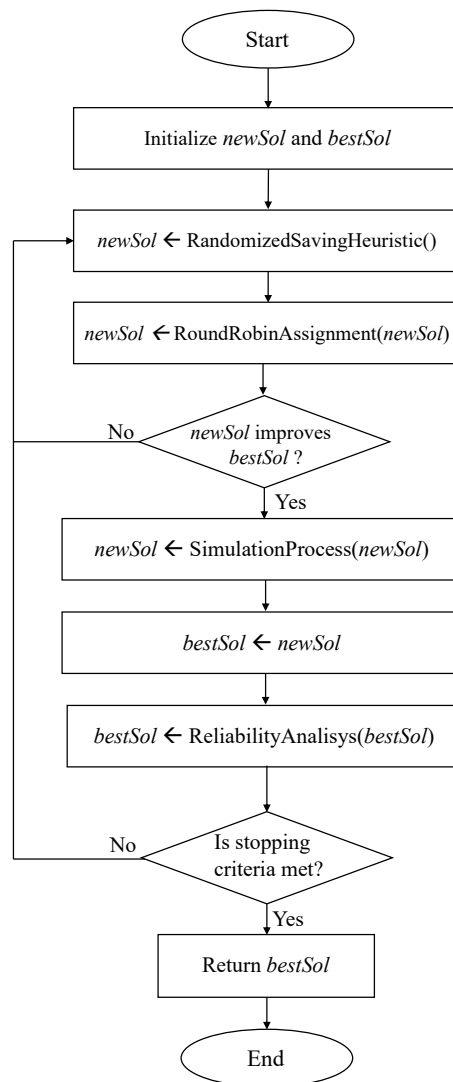 Start
Initialize newSol and bestSol
newSol ← RandomizedSavingHeuristic()
newSol ← RoundRobinAssignment(newSol)
No
newSol improves
bestSol ?
Yes
newSol ← SimulationProcess(newSol)
bestSol ← newSol
bestSol ← ReliabilityAnalisys(bestSol)
No
Is stopping
criteria met?
Yes
Return bestSol
End